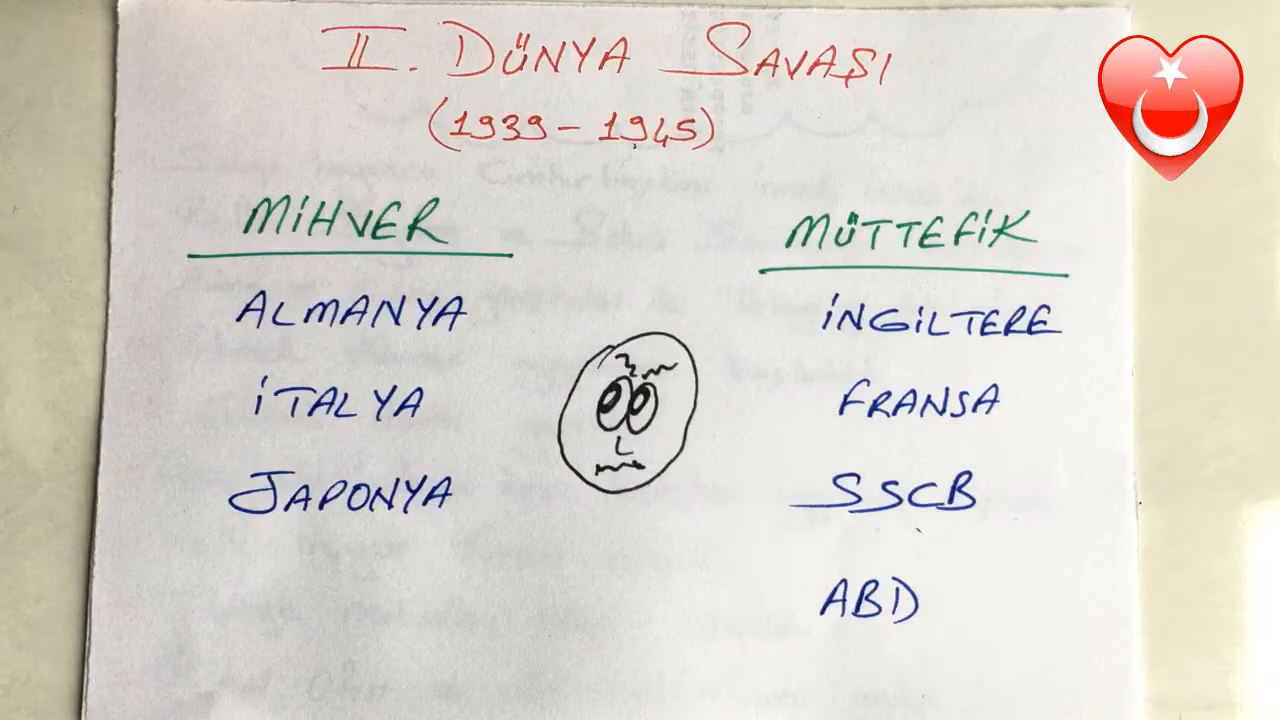 II. DÜNYA SAVAŞI
(1939 - 1945)
MİHVER
ALMANYA
İTALYA
JAPONYA
MÜTTEFİK
İNGİLTERE
FRANSA
SSCB
ABD